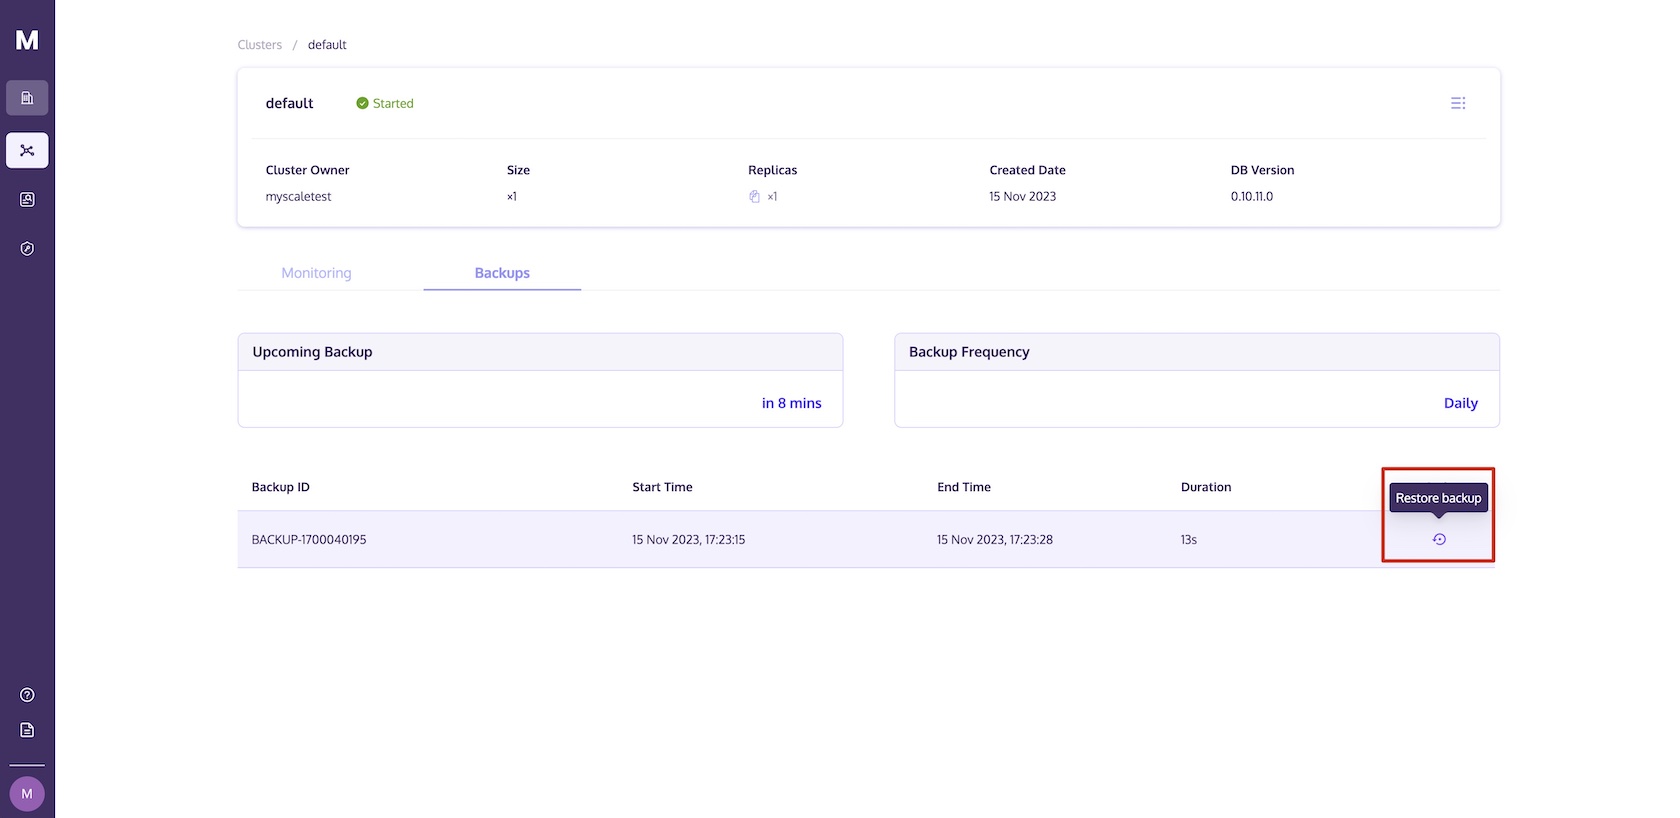 M
Clusters / default
default Started
Cluster Owner Size Replicas Created Date DB Version
myscaletest ×1 ×1 15 Nov 2023 0.10.11.0
Monitoring Backups
Upcoming Backup Backup Frequency
in 8 mins Daily
Backup ID Start Time End Time Duration
Restore backup
BACKUP-1700040195 15 Nov 2023, 17:23:15 15 Nov 2023, 17:23:28 13s
M